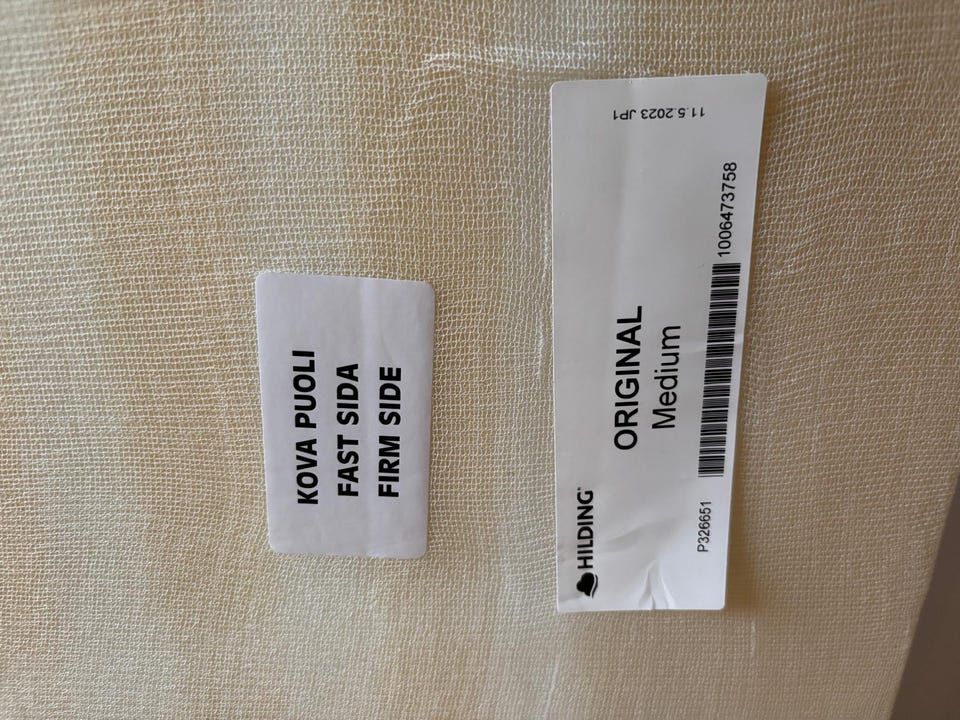 KOVA PUOLI
FAST SIDA
FIRM SIDE
HILDING
ORIGINAL
Medium
P326651
1006473758
11.5.2023 JP1